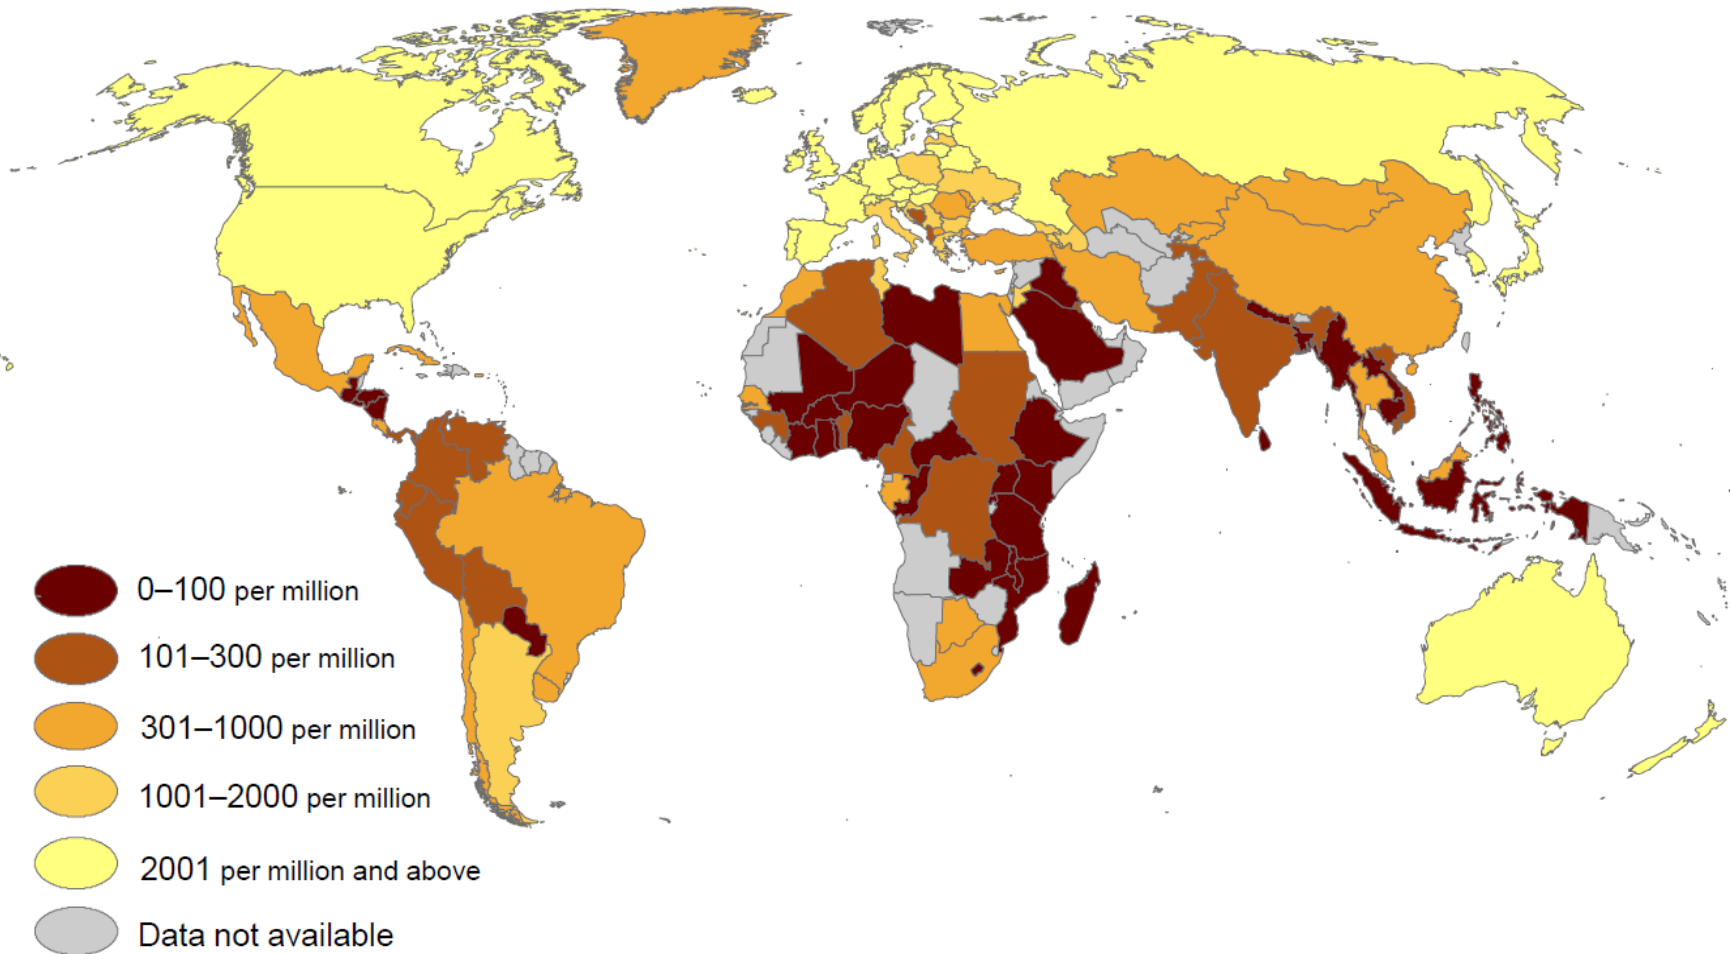 0–100 per million
101–300 per million
301–1000 per million
1001–2000 per million
2001 per million and above
Data not available